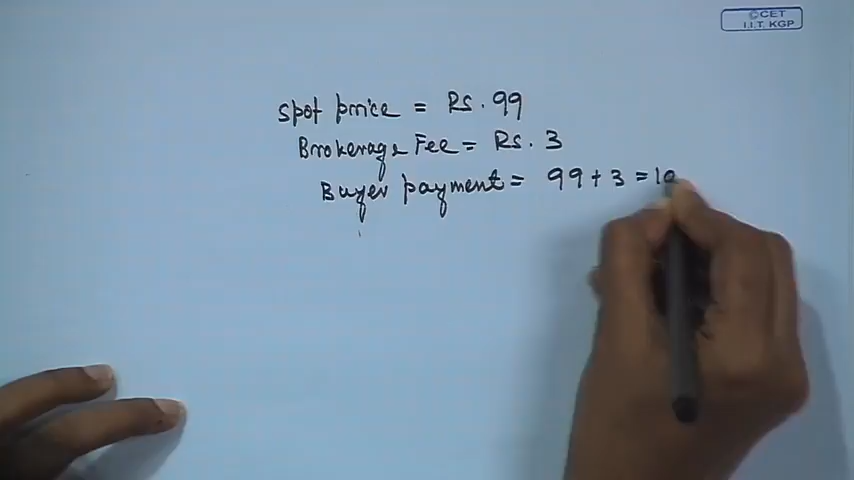 ©CET
I.I.T. KGP
Spot price = Rs. 99
Brokerage Fee = Rs. 3
Buyer payment = 99 + 3 = 10